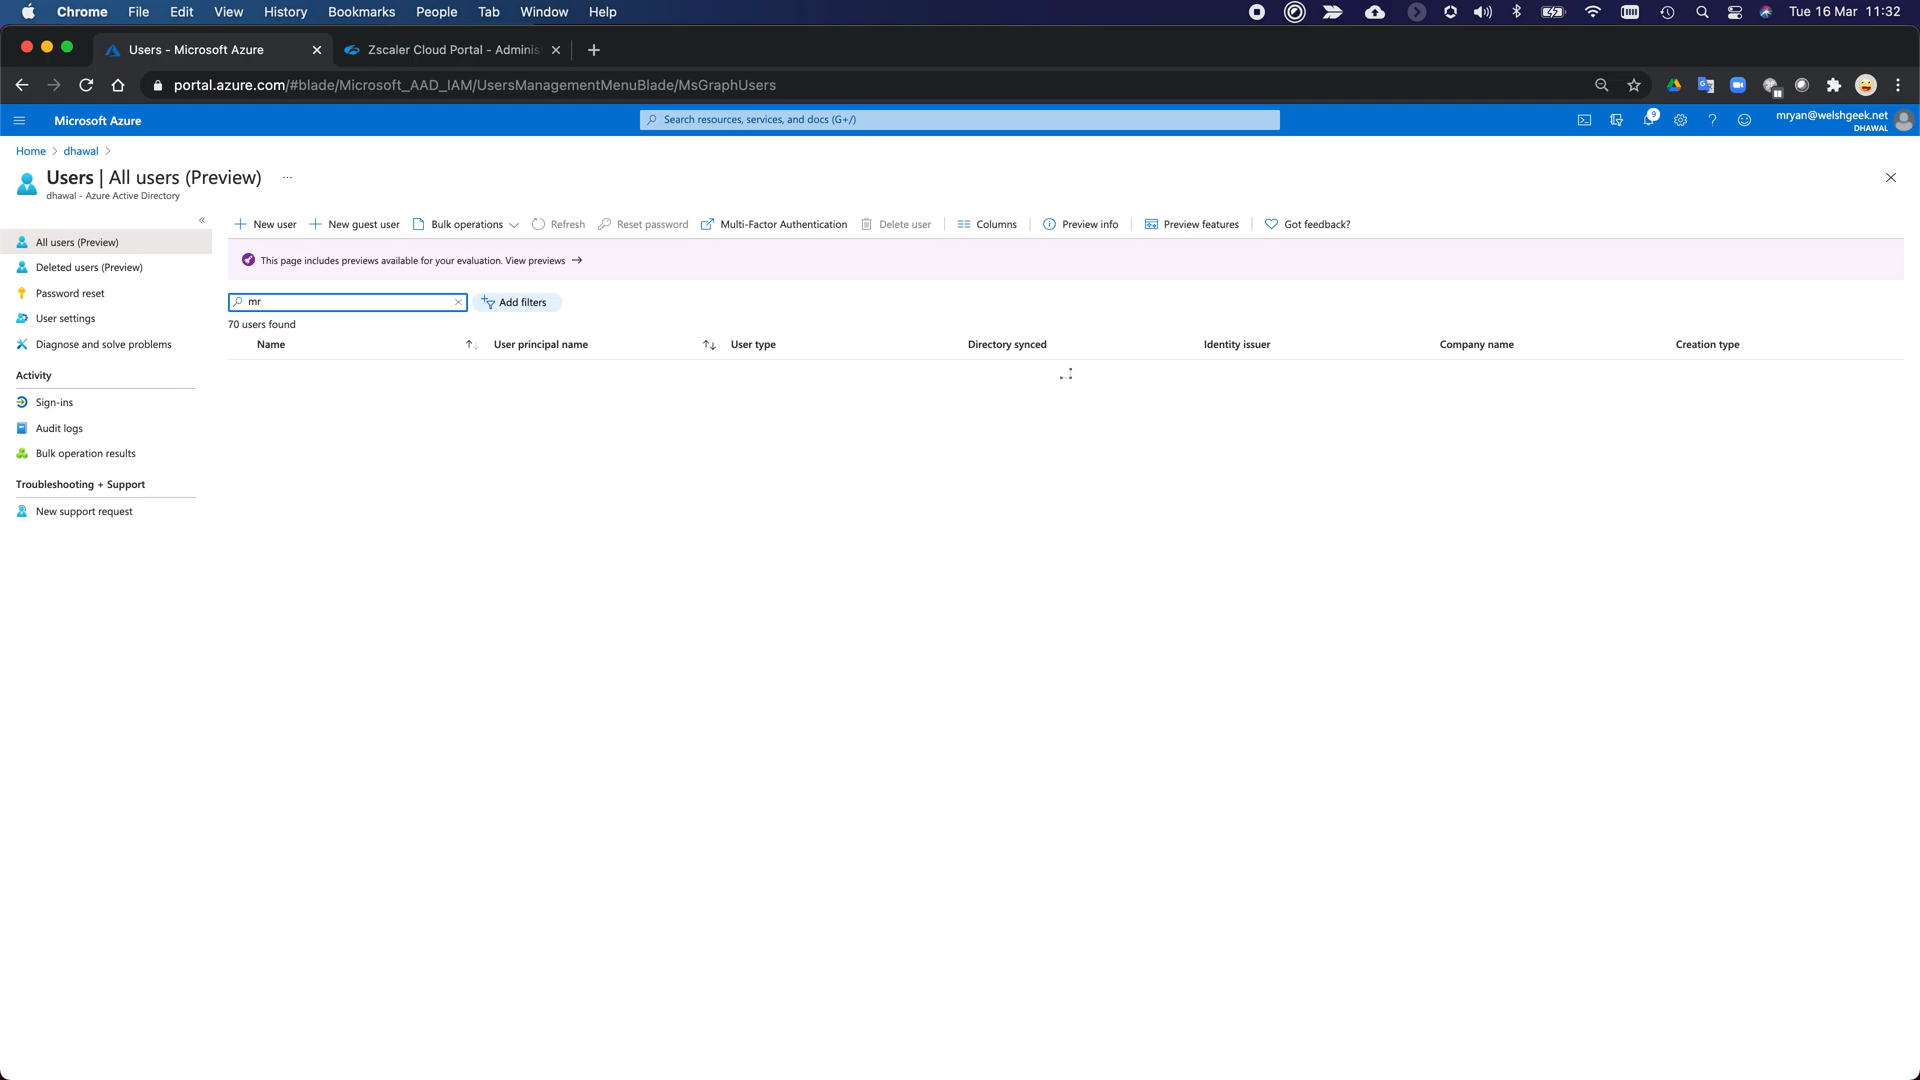 Chrome File Edit View History Bookmarks People Tab Window Help Tue 16 Mar 11:32
Users - Microsoft Azure Zscaler Cloud Portal - Adminis
portal.azure.com/#blade/Microsoft_AAD_IAM/UsersManagementMenuBlade/MsGraphUsers
Microsoft Azure Search resources, services, and docs (G+/) 9 mryan@welshgeek.net
DHAWAL
Home > dhawal >
Users | All users (Preview) ...
dhawal - Azure Active Directory
New user New guest user Bulk operations Refresh Reset password Multi-Factor Authentication Delete user Columns Preview info Preview features Got feedback?
This page includes previews available for your evaluation. View previews →
mr Add filters
70 users found
Name User principal name User type Directory synced Identity issuer Company name Creation type
All users (Preview)
Deleted users (Preview)
Password reset
User settings
Diagnose and solve problems
Activity
Sign-ins
Audit logs
Bulk operation results
Troubleshooting + Support
New support request